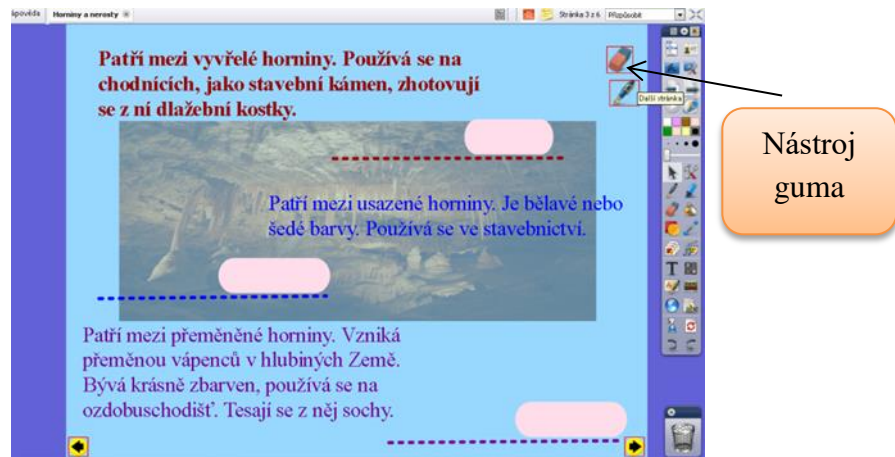 ápověda
Horniny a nerosty
Stránka 3 z 6
Přizpůsobit
Patří mezi vyvřelé horniny. Používá se na
chodnících, jako stavební kámen, zhotovují
se z ní dlažební kostky.
Další stránka
Nástroj
guma
Patří mezi usazené horniny. Je bělavé nebo
šedé barvy. Používá se ve stavebnictví.
Patří mezi přeměněné horniny. Vzniká
přeměnou vápenců v hlubiných Země.
Bývá krásně zbarven, používá se na
ozdobuschodišť. Tesají se z něj sochy.